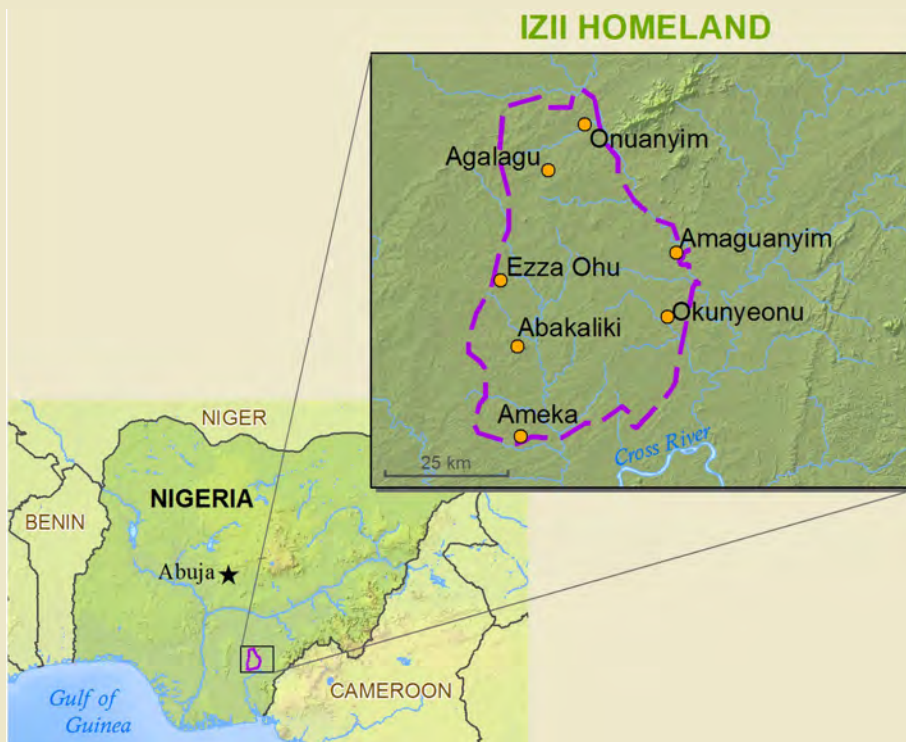 IZII HOMELAND
Onuanyim
Agalagu
Amaguanyim
Ezza Ohu
Okunyeonu
Abakaliki
Ameka
Cross River
25 km
NIGER
NIGERIA
BENIN
Abuja
CAMEROON
Gulf of
Guinea